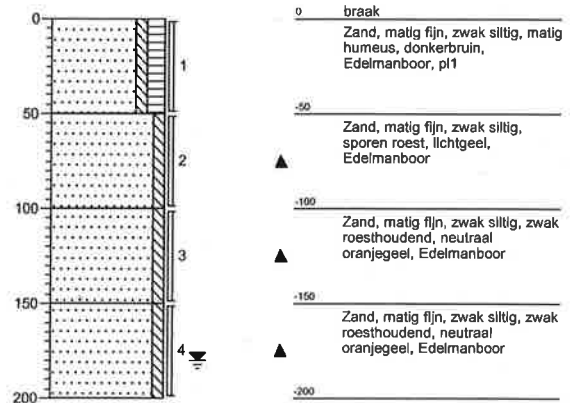 0
50
100
150
200
1
2
3
4
0 braak
Zand, matig fijn, zwak siltig, matig
humeus, donkerbruin,
Edelmanboor, pl1
-50
Zand, matig fijn, zwak siltig,
sporen roest, lichtgeel,
Edelmanboor
-100
Zand, matig fijn, zwak siltig, zwak
roesthoudend, neutraal
oranjegeel, Edelmanboor
-150
Zand, matig fijn, zwak siltig, zwak
roesthoudend, neutraal
oranjegeel, Edelmanboor
-200